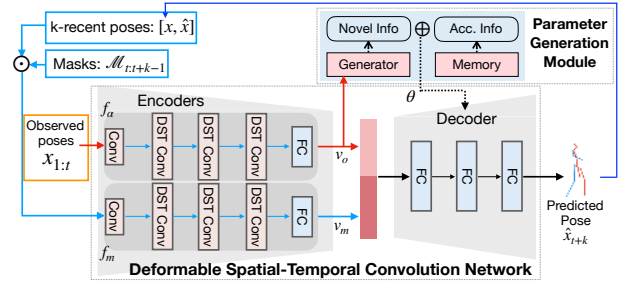 k-recent poses: [x, x̂]
Masks: ℳt:t+k−1
Novel Info
Acc. Info
Generator
Memory
Parameter
Generation
Module
θ
Encoders
Decoder
Observed
poses
x1:t
fa
Conv
DST Conv
DST Conv
DST Conv
FC
vo
fm
Conv
DST Conv
DST Conv
DST Conv
FC
vm
FC
FC
FC
Predicted
Pose
x̂t+k
Deformable Spatial-Temporal Convolution Network